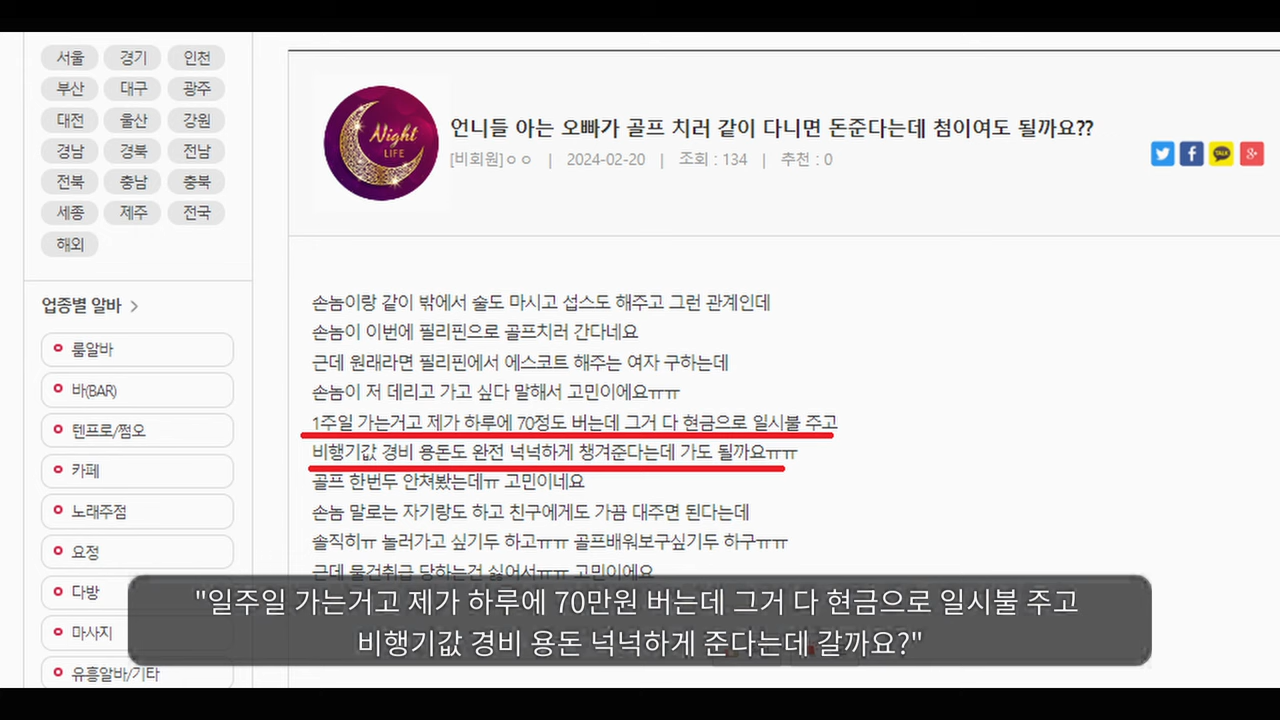 서울 경기 인천
부산 대구 광주
대전 울산 강원
경남 경북 전남
전북 충남 충북
세종 제주 전국
해외
업종별 알바 >
룸알바
바(BAR)
텐프로/쩜오
카페
노래주점
요정
다방
마사지
유흥알바/기타
Night
LIFE
언니들 아는 오빠가 골프 치러 같이 다니면 돈준다는데 첨이여도 될까요??
[비회원]ㅇㅇ | 2024-02-20 | 조회 : 134 | 추천 : 0
TALK
g+
손놈이랑 같이 밖에서 술도 마시고 섭스도 해주고 그런 관계인데
손놈이 이번에 필리핀으로 골프치러 간다네요
근데 원래라면 필리핀에서 에스코트 해주는 여자 구하는데
손놈이 저 데리고 가고 싶다 말해서 고민이에요ㅠㅠ
1주일 가는거고 제가 하루에 70정도 버는데 그거 다 현금으로 일시불 주고
비행기값 경비 용돈도 완전 넉넉하게 챙겨준다는데 가도 될까요ㅠㅠ
골프 한번두 안쳐봤는데ㅠ 고민이네요
손놈 말로는 자기랑도 하고 친구에게도 가끔 대주면 된다는데
솔직히ㅠ 놀러가고 싶기두 하고ㅠㅠ 골프배워보구싶기두 하구ㅠㅠ
근데 물건취급 당하는건 싫어서ㅠㅠ 고민이에요
"일주일 가는거고 제가 하루에 70만원 버는데 그거 다 현금으로 일시불 주고
비행기값 경비 용돈 넉넉하게 준다는데 갈까요?"